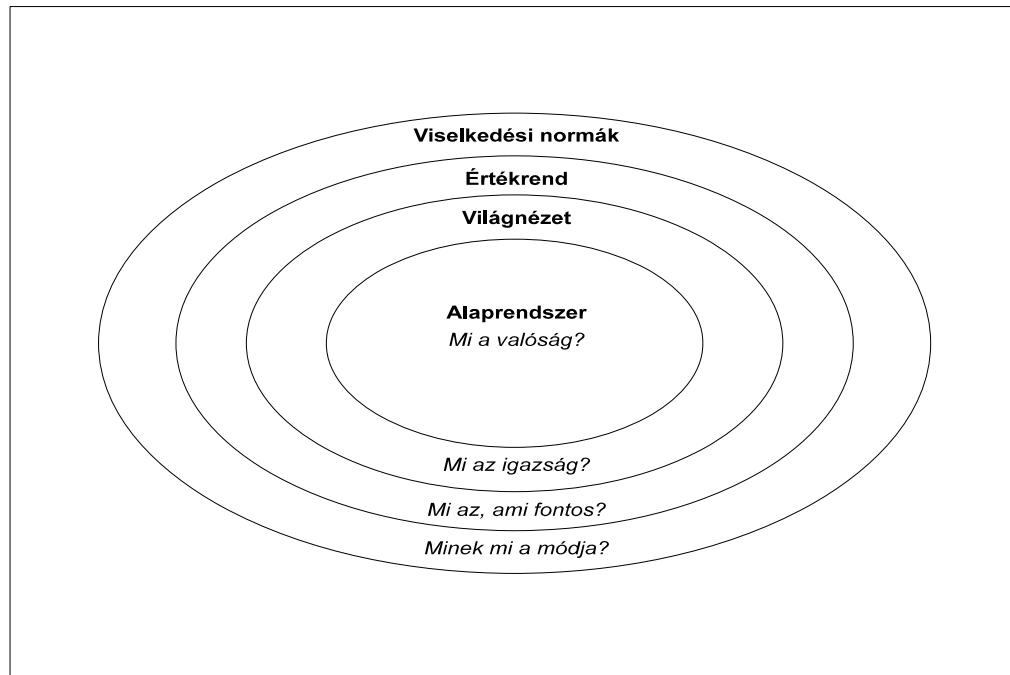 Viselkedési normák
Értékrend
Világnézet
Alaprendszer
Mi a valóság?
Mi az igazság?
Mi az, ami fontos?
Minek mi a módja?